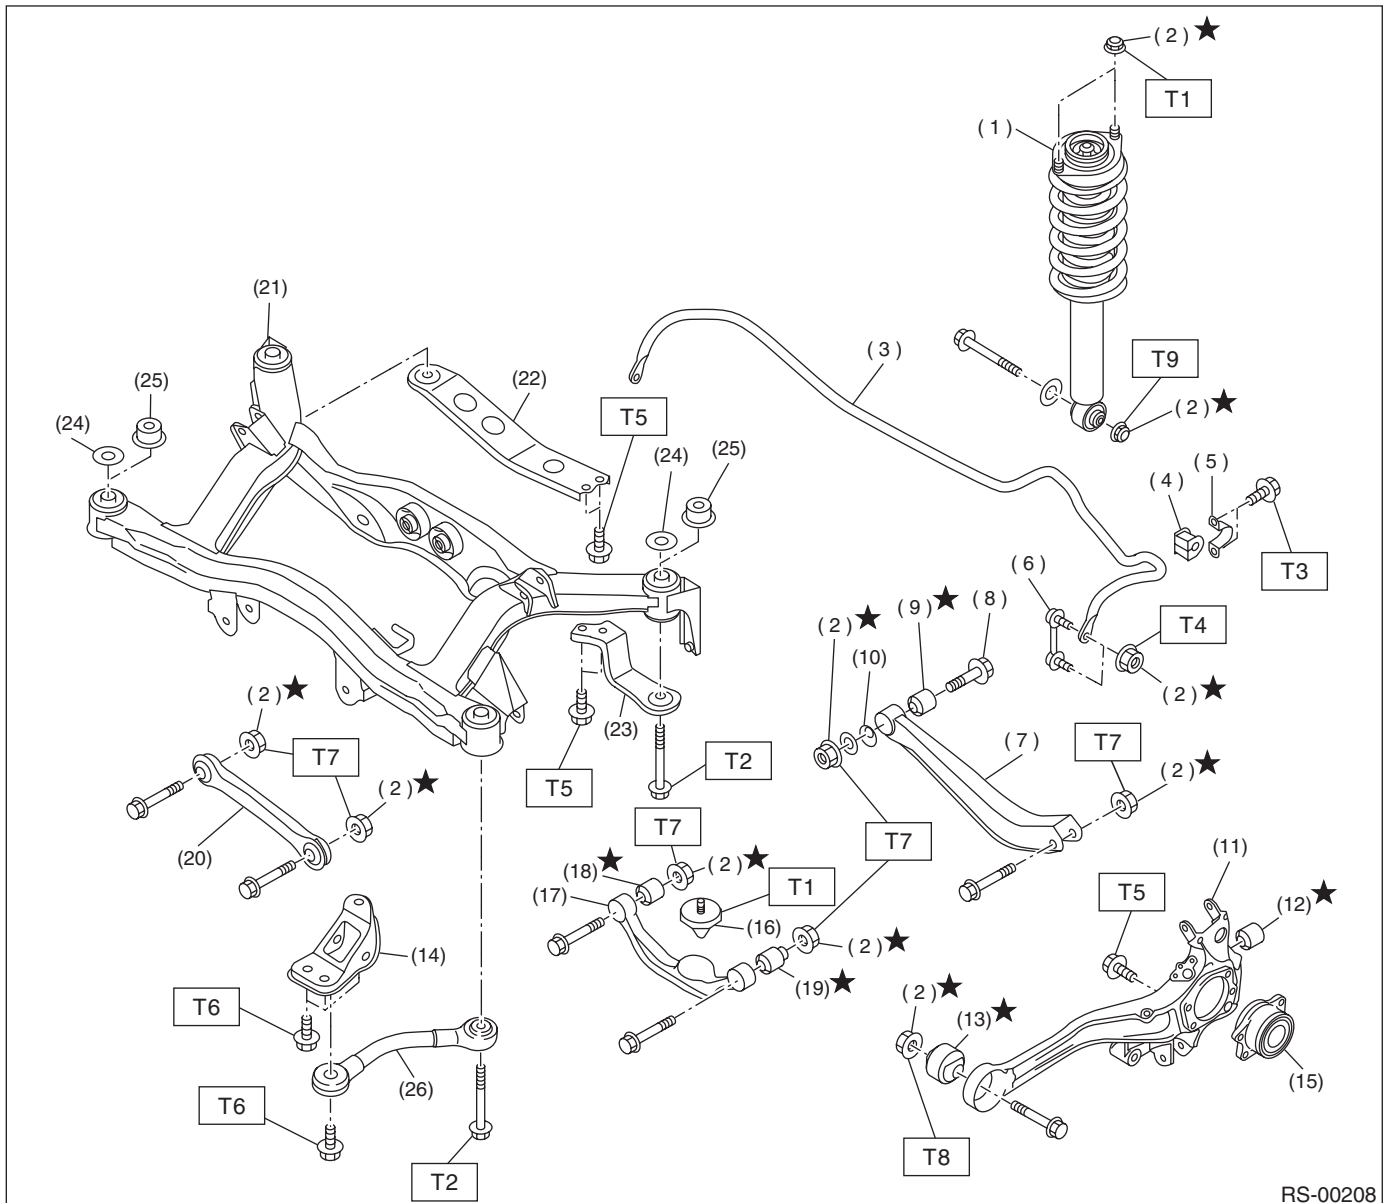 ( 2 ) ★
T1
( 1 )
(21)
( 3 )
T9
(25)
(22)
( 2 ) ★
T5
(24)
(24)
(25)
( 5 )
( 4 )
T3
( 6 )
( 9 ) ★
( 8 )
( 2 ) ★
T4
(10)
( 2 ) ★
( 2 ) ★
(23)
( 7 )
T7
T2
T7
( 2 ) ★
T5
( 2 ) ★
T7
T7
(20)
(18) ★
( 2 ) ★
(11)
T1
T5
(17)
(12) ★
(16)
( 2 ) ★
(14)
(19) ★
( 2 ) ★
T6
(13) ★
(15)
(26)
T6
T8
T2
RS-00208